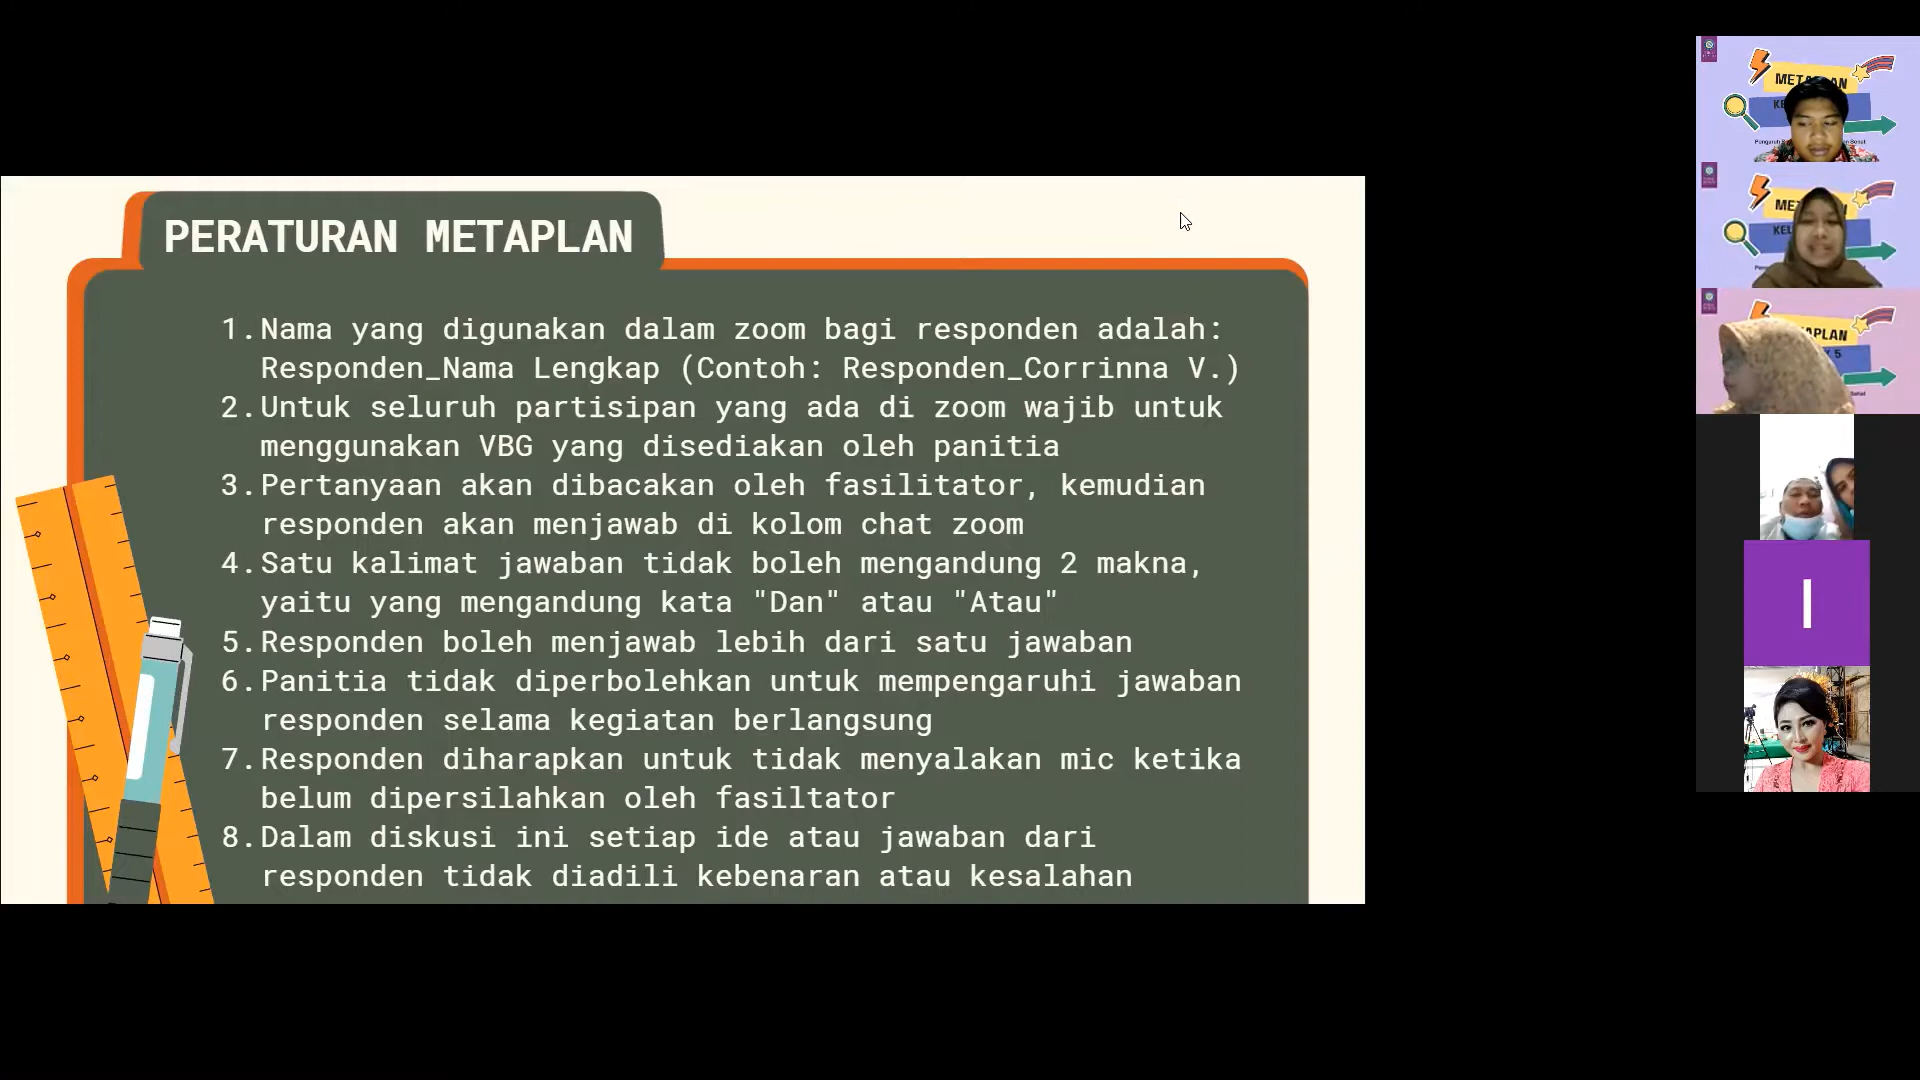 PERATURAN METAPLAN
1. Nama yang digunakan dalam zoom bagi responden adalah:
Responden_Nama Lengkap (Contoh: Responden_Corrinna V.)
2. Untuk seluruh partisipan yang ada di zoom wajib untuk
menggunakan VBG yang disediakan oleh panitia
3. Pertanyaan akan dibacakan oleh fasilitator, kemudian
responden akan menjawab di kolom chat zoom
4. Satu kalimat jawaban tidak boleh mengandung 2 makna,
yaitu yang mengandung kata "Dan" atau "Atau"
5. Responden boleh menjawab lebih dari satu jawaban
6. Panitia tidak diperbolehkan untuk mempengaruhi jawaban
responden selama kegiatan berlangsung
7. Responden diharapkan untuk tidak menyalakan mic ketika
belum dipersilahkan oleh fasiltator
8. Dalam diskusi ini setiap ide atau jawaban dari
responden tidak diadili kebenaran atau kesalahan
I